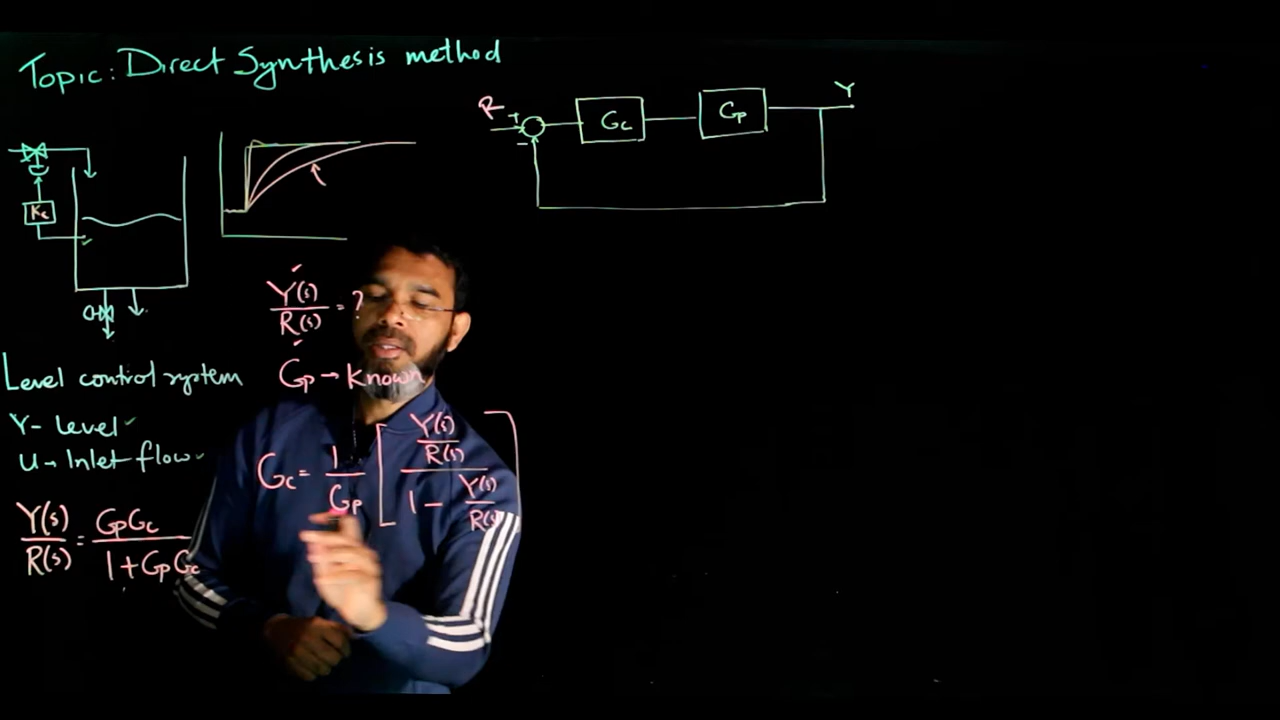 Topic: Direct Synthesis method
R + - Gc Gp Y
Kc
Y(s)/R(s) = ?
Gp → Known
Level control system
Y - Level
U → Inlet flow
Gc = 1/Gp [ (Y(s)/R(s)) / (1 - Y(s)/R(s)) ]
Y(s)/R(s) = GpGc / (1 + GpGc)